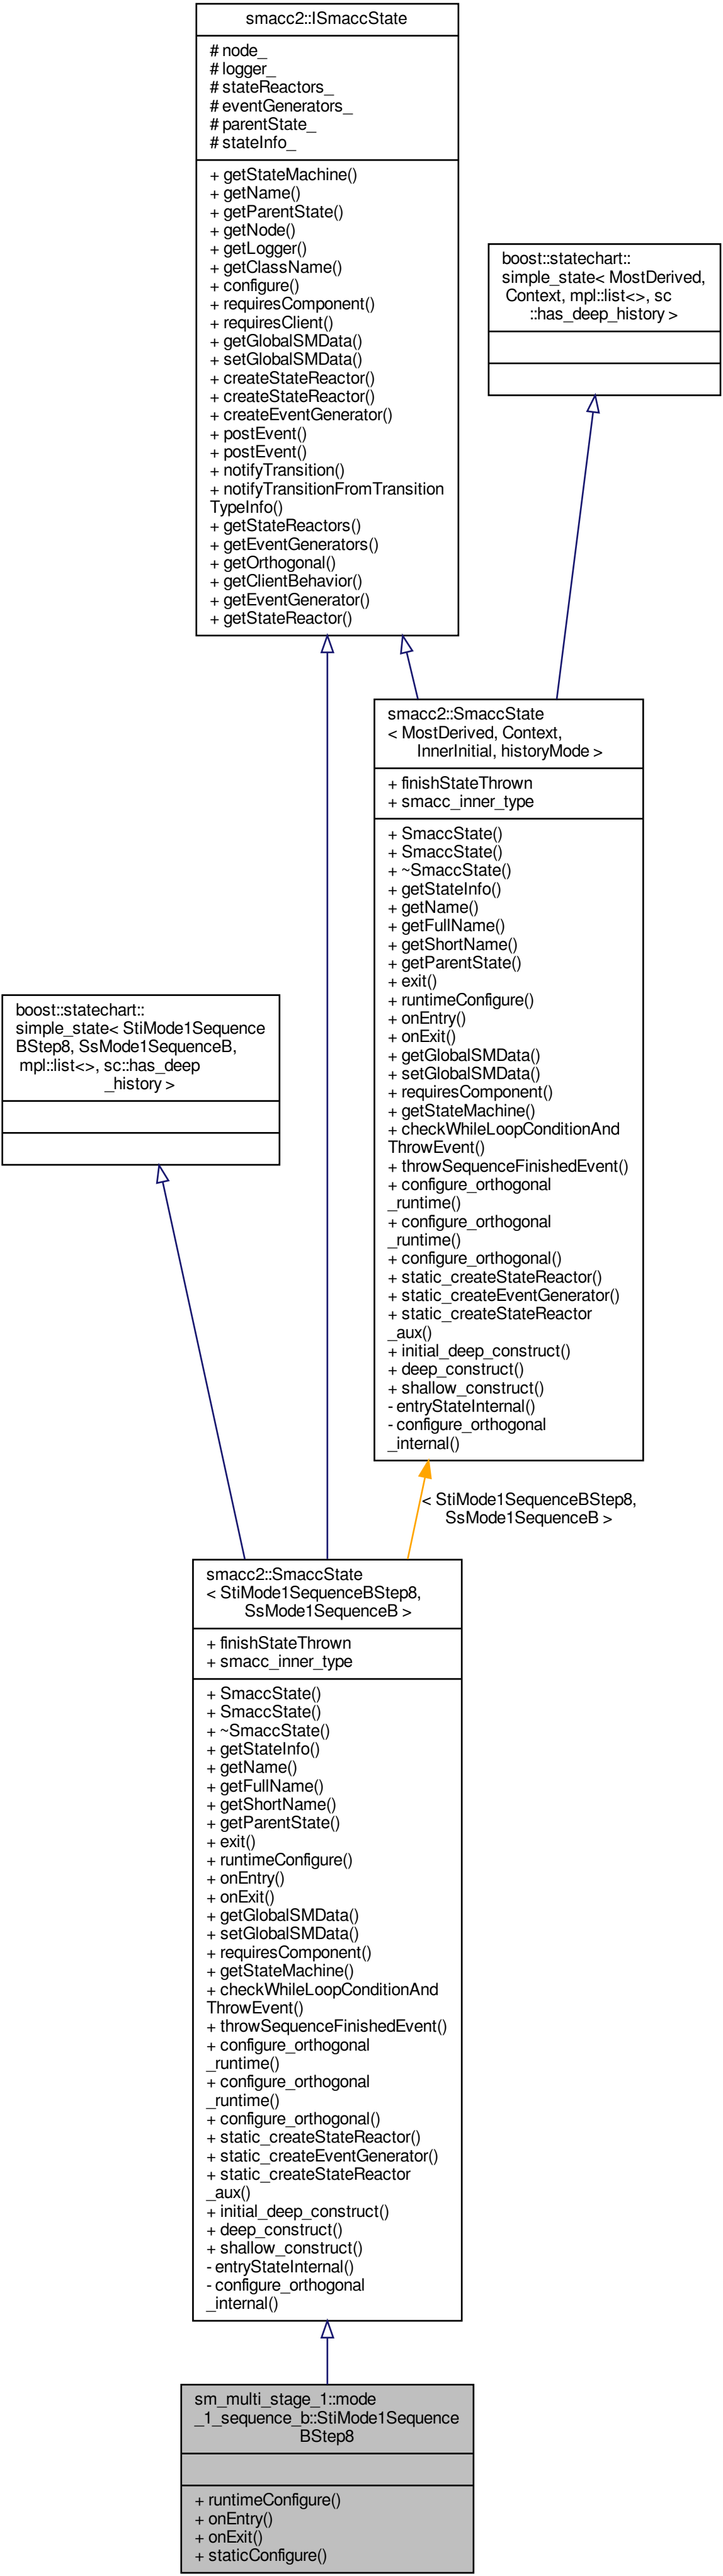 smacc2::ISmaccState
# node_
# logger_
# stateReactors_
# eventGenerators_
# parentState_
# stateInfo_
+ getStateMachine()
+ getName()
+ getParentState()
+ getNode()
+ getLogger()
+ getClassName()
+ configure()
+ requiresComponent()
+ requiresClient()
+ getGlobalSMData()
+ setGlobalSMData()
+ createStateReactor()
+ createStateReactor()
+ createEventGenerator()
+ postEvent()
+ postEvent()
+ notifyTransition()
+ notifyTransitionFromTransition
TypeInfo()
+ getStateReactors()
+ getEventGenerators()
+ getOrthogonal()
+ getClientBehavior()
+ getEventGenerator()
+ getStateReactor()
boost::statechart::
simple_state< MostDerived,
Context, mpl::list<>, sc
::has_deep_history >
smacc2::SmaccState
< MostDerived, Context,
InnerInitial, historyMode >
+ finishStateThrown
+ smacc_inner_type
+ SmaccState()
+ SmaccState()
+ ~SmaccState()
+ getStateInfo()
+ getName()
+ getFullName()
+ getShortName()
+ getParentState()
+ exit()
+ runtimeConfigure()
+ onEntry()
+ onExit()
+ getGlobalSMData()
+ setGlobalSMData()
+ requiresComponent()
+ getStateMachine()
+ checkWhileLoopConditionAnd
ThrowEvent()
+ throwSequenceFinishedEvent()
+ configure_orthogonal
_runtime()
+ configure_orthogonal
_runtime()
+ configure_orthogonal()
+ static_createStateReactor()
+ static_createEventGenerator()
+ static_createStateReactor
_aux()
+ initial_deep_construct()
+ deep_construct()
+ shallow_construct()
- entryStateInternal()
- configure_orthogonal
_internal()
boost::statechart::
simple_state< StiMode1Sequence
BStep8, SsMode1SequenceB,
mpl::list<>, sc::has_deep
_history >
< StiMode1SequenceBStep8,
SsMode1SequenceB >
smacc2::SmaccState
< StiMode1SequenceBStep8,
SsMode1SequenceB >
+ finishStateThrown
+ smacc_inner_type
+ SmaccState()
+ SmaccState()
+ ~SmaccState()
+ getStateInfo()
+ getName()
+ getFullName()
+ getShortName()
+ getParentState()
+ exit()
+ runtimeConfigure()
+ onEntry()
+ onExit()
+ getGlobalSMData()
+ setGlobalSMData()
+ requiresComponent()
+ getStateMachine()
+ checkWhileLoopConditionAnd
ThrowEvent()
+ throwSequenceFinishedEvent()
+ configure_orthogonal
_runtime()
+ configure_orthogonal
_runtime()
+ configure_orthogonal()
+ static_createStateReactor()
+ static_createEventGenerator()
+ static_createStateReactor
_aux()
+ initial_deep_construct()
+ deep_construct()
+ shallow_construct()
- entryStateInternal()
- configure_orthogonal
_internal()
sm_multi_stage_1::mode
_1_sequence_b::StiMode1Sequence
BStep8
+ runtimeConfigure()
+ onEntry()
+ onExit()
+ staticConfigure()